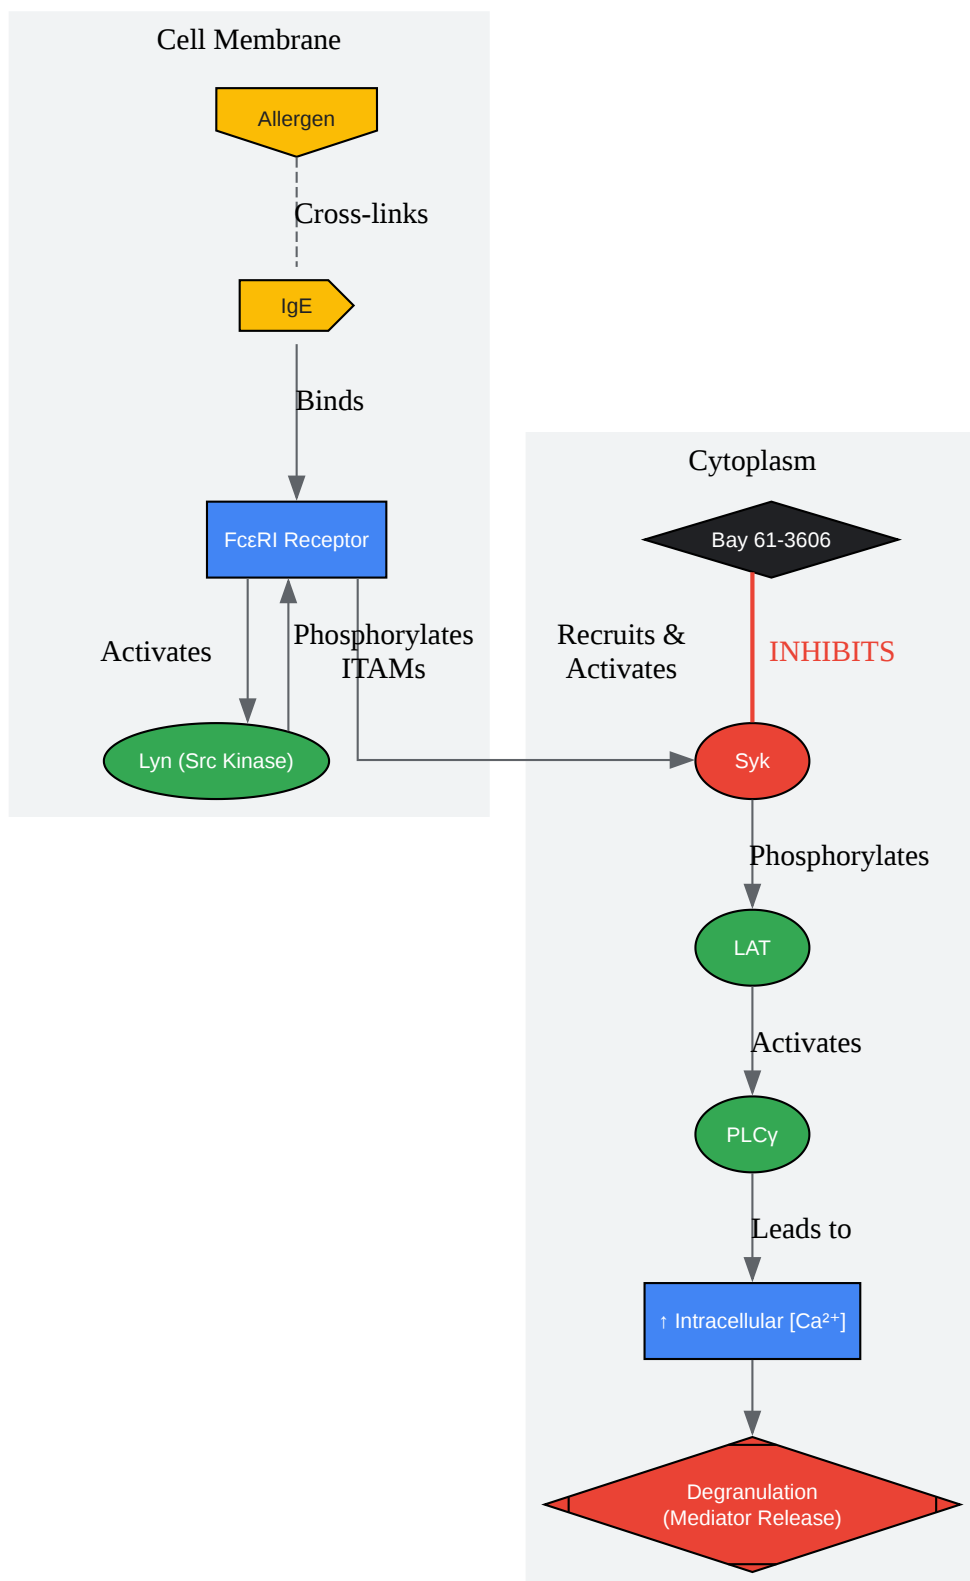 Cell Membrane
Allergen
Cross-links
IgE
Binds
FcεRI Receptor
Activates
Phosphorylates
ITAMs
Lyn (Src Kinase)
Cytoplasm
Bay 61-3606
Recruits &
Activates
INHIBITS
Syk
Phosphorylates
LAT
Activates
PLCγ
Leads to
↑ Intracellular [Ca²⁺]
Degranulation
(Mediator Release)